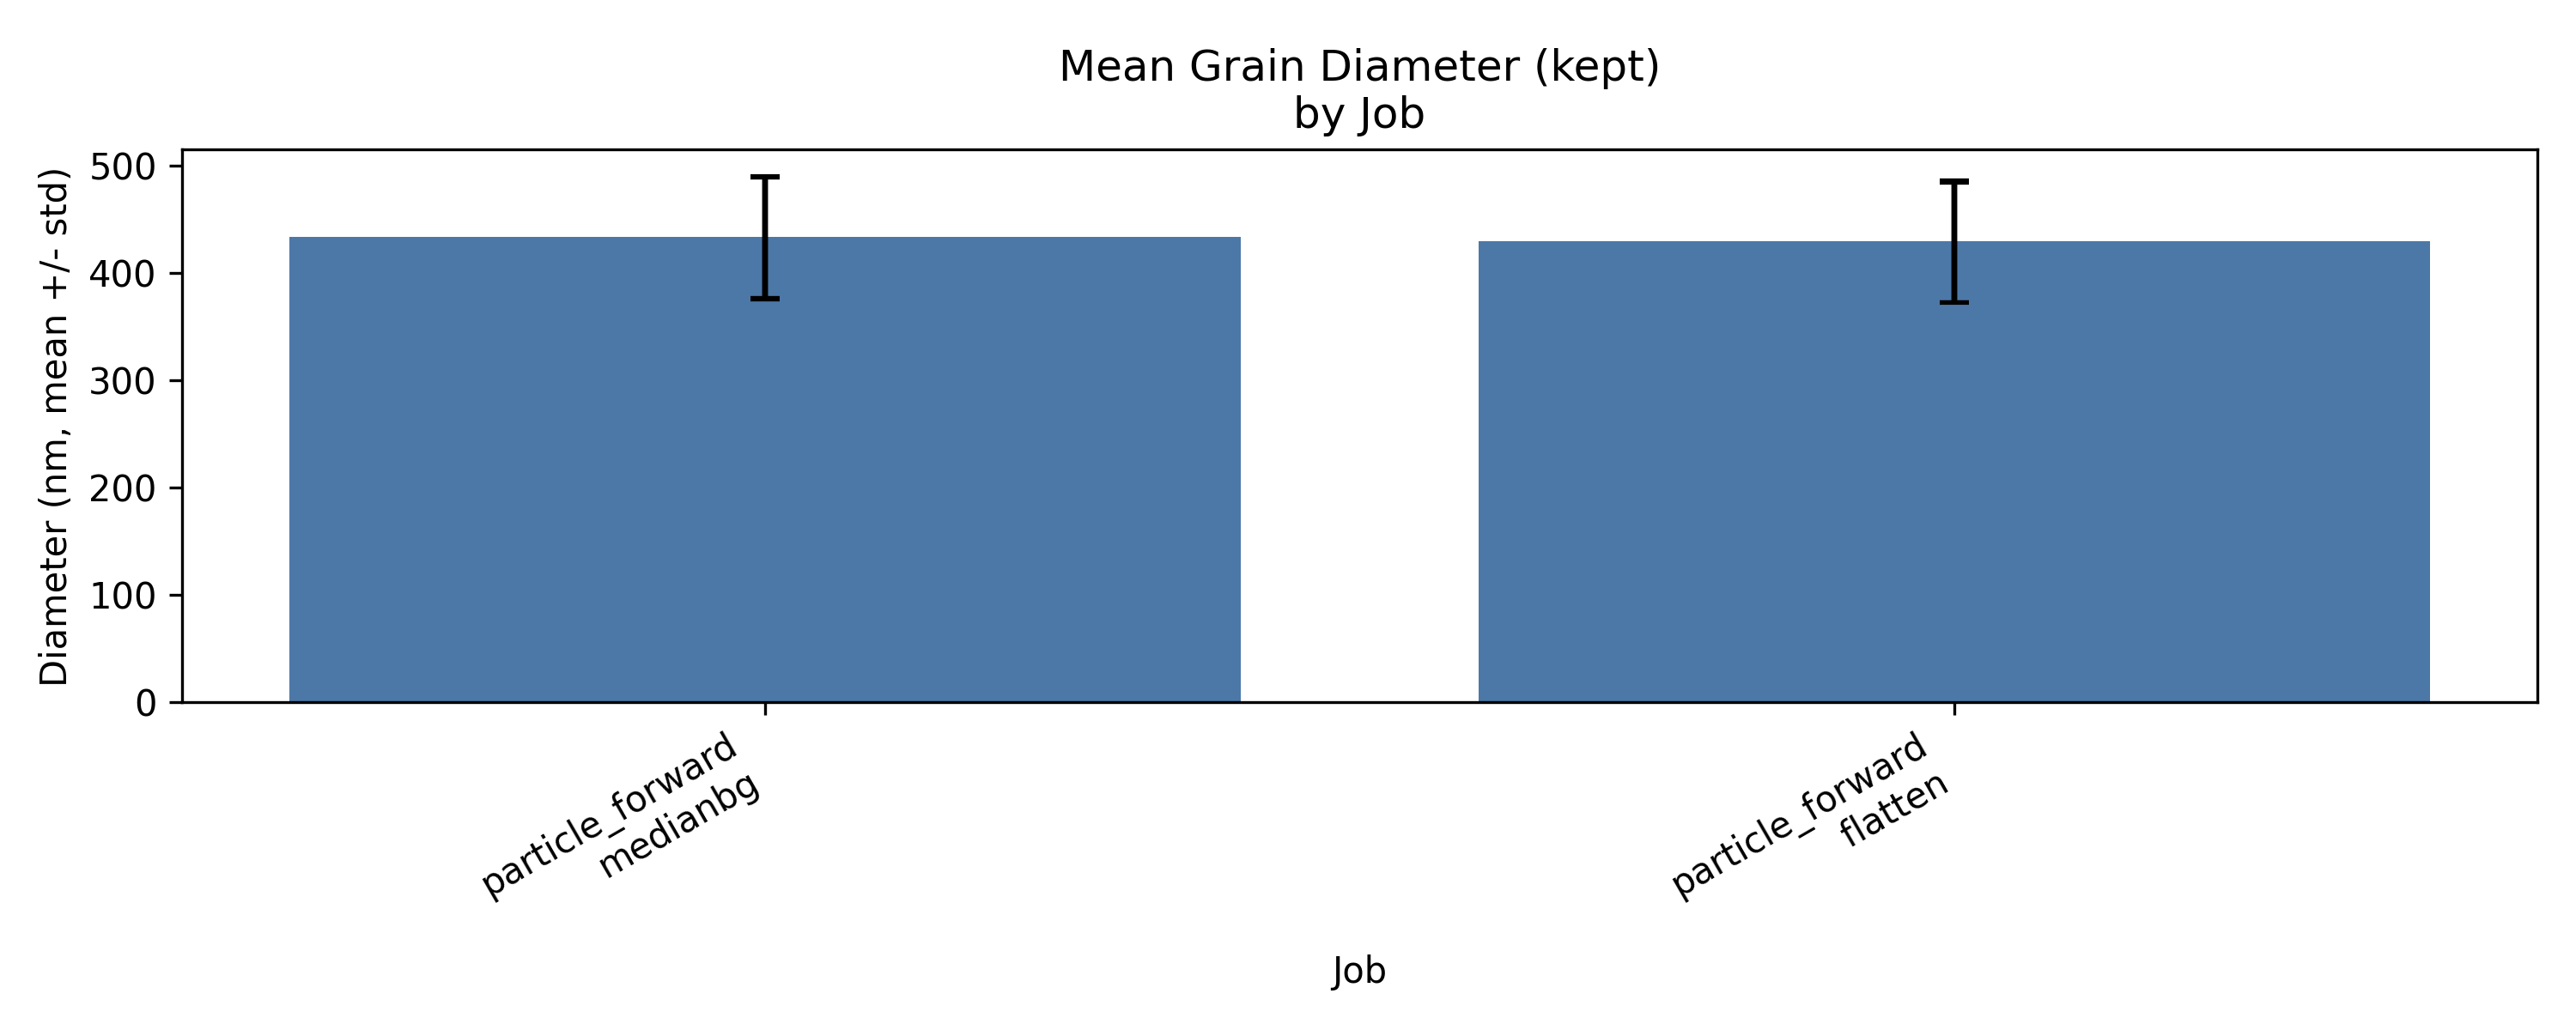 Mean Grain Diameter (kept)
by Job
Diameter (nm, mean +/- std)
500
400
300
200
100
0
particle_forward
medianbg
particle_forward
flatten
Job